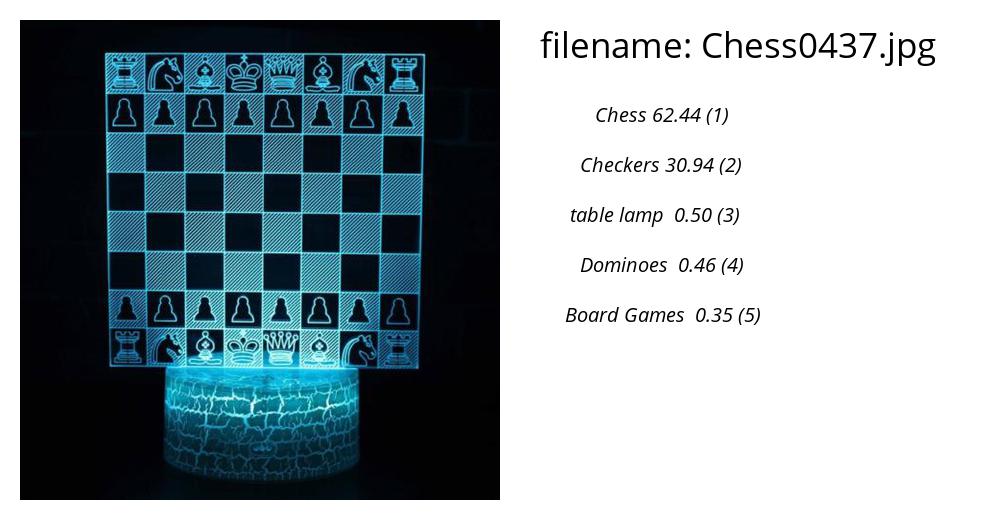 filename: Chess0437.jpg
Chess 62.44 (1)
Checkers 30.94 (2)
table lamp 0.50 (3)
Dominoes 0.46 (4)
Board Games 0.35 (5)